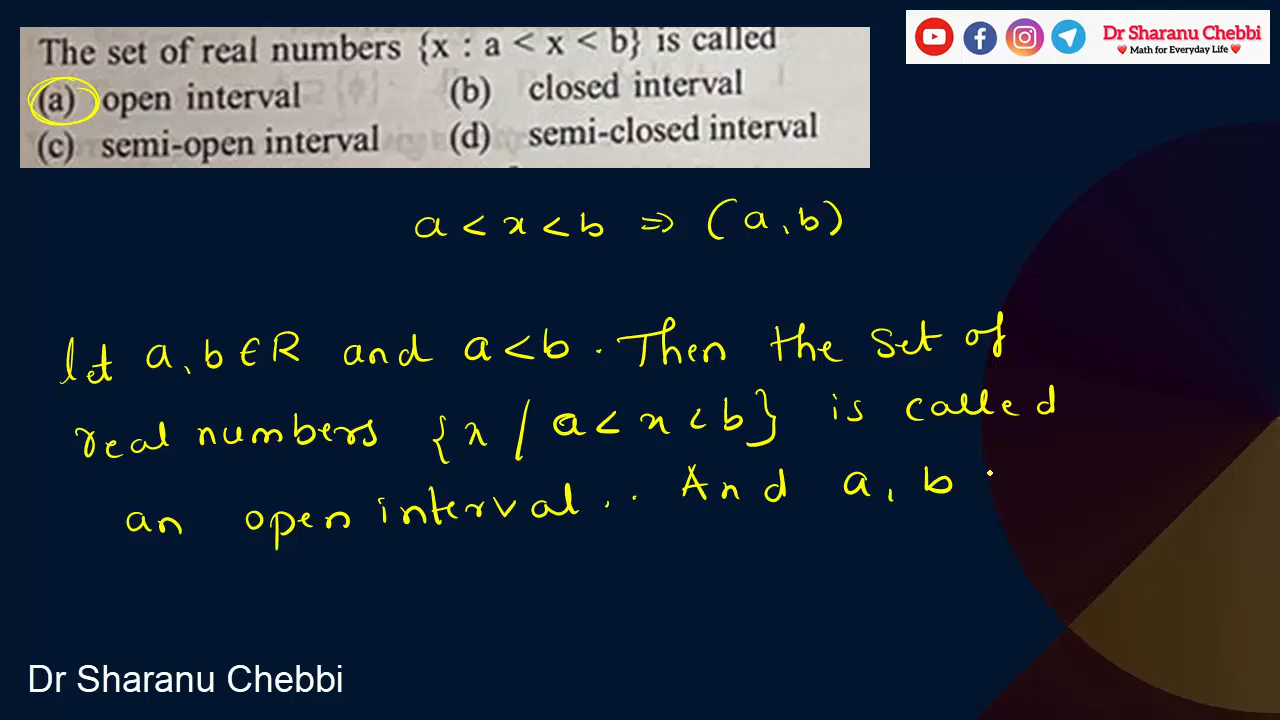 The set of real numbers {x : a < x < b} is called
(a) open interval (b) closed interval
(c) semi-open interval (d) semi-closed interval
Dr Sharanu Chebbi
Math for Everyday Life
a < x < b ⇒ (a, b)
let a, b ∈ R and a < b. Then the set of
real numbers {x / a < x < b} is called
an open interval.. And a, b
Dr Sharanu Chebbi